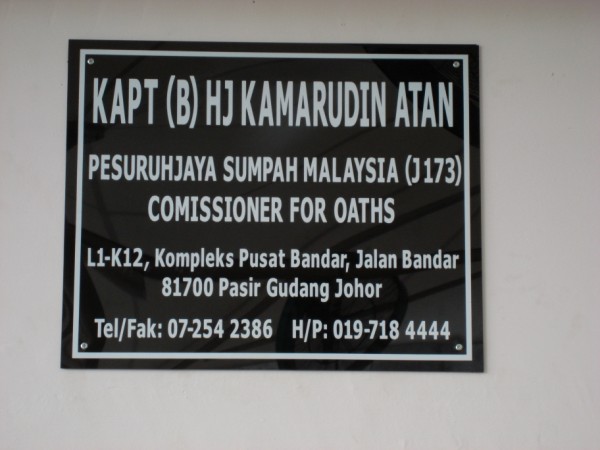 KAPT (B) HJ KAMARUDIN ATAN
PESURUHJAYA SUMPAH MALAYSIA (J173)
COMISSIONER FOR OATHS
L1-K12, Kompleks Pusat Bandar, Jalan Bandar
81700 Pasir Gudang Johor
Tel/Fak: 07-254 2386 H/P: 019-718 4444